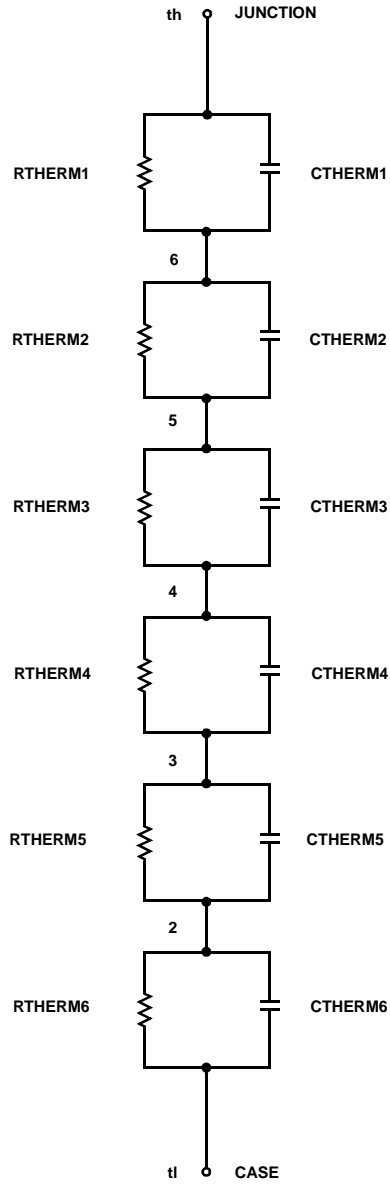 th JUNCTION
RTHERM1 CTHERM1
6
RTHERM2 CTHERM2
5
RTHERM3 CTHERM3
4
RTHERM4 CTHERM4
3
RTHERM5 CTHERM5
2
RTHERM6 CTHERM6
tl CASE